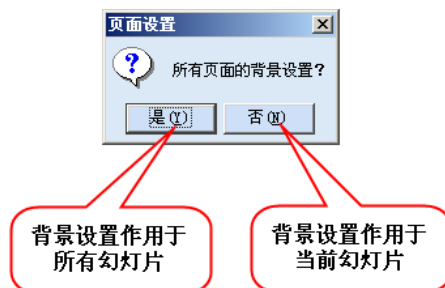 页面设置
所有页面的背景设置?
是(Y) 否(N)
背景设置作用于
所有幻灯片
背景设置作用于
当前幻灯片